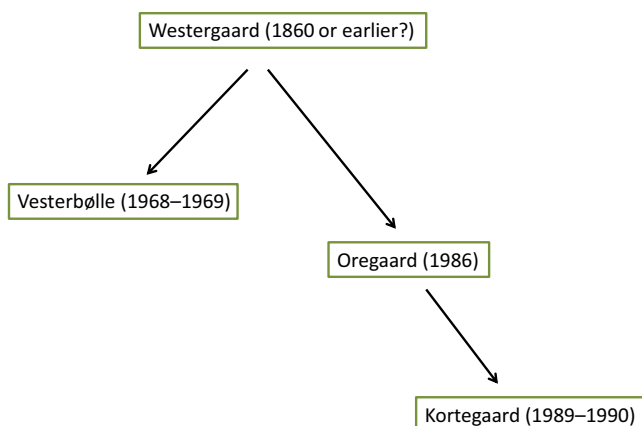 Westergaard (1860 or earlier?)
Vesterbølle (1968–1969)
Oregaard (1986)
Kortegaard (1989–1990)